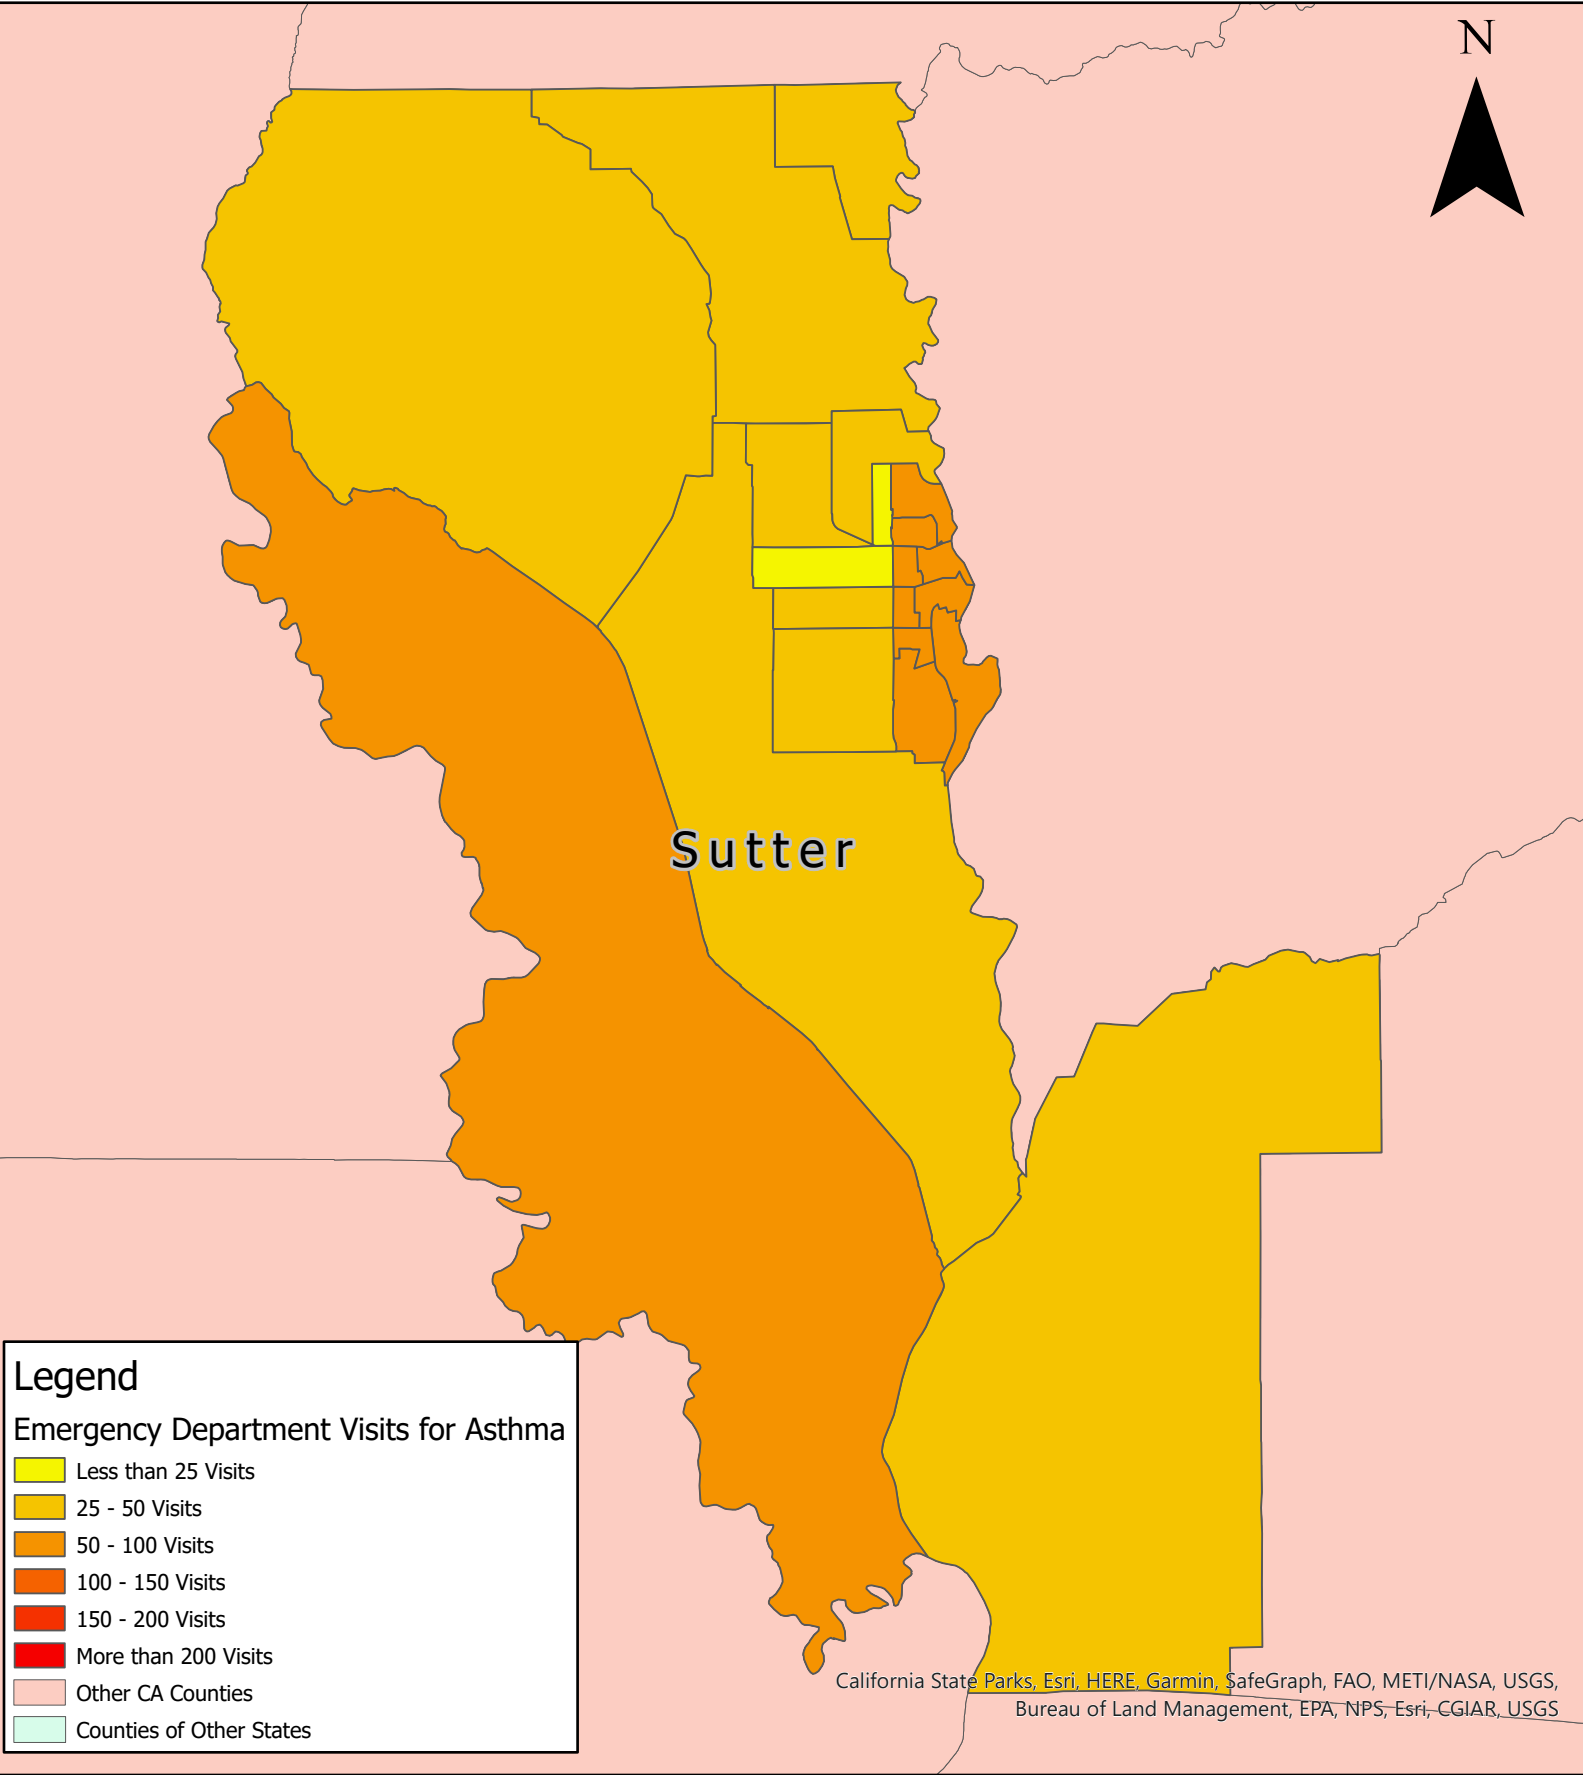 N
Sutter
Legend
Emergency Department Visits for Asthma
Less than 25 Visits
25 - 50 Visits
50 - 100 Visits
100 - 150 Visits
150 - 200 Visits
More than 200 Visits
Other CA Counties
Counties of Other States
California State Parks, Esri, HERE, Garmin, SafeGraph, FAO, METI/NASA, USGS,
Bureau of Land Management, EPA, NPS, Esri, CGIAR, USGS